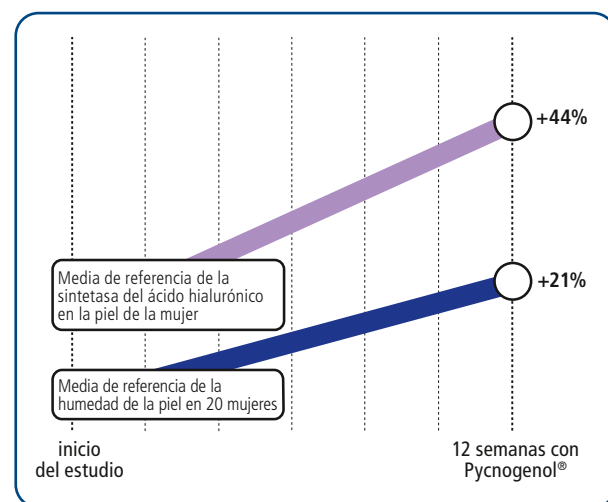 +44%
Media de referencia de la
sintetasa del ácido hialurónico
en la piel de la mujer
+21%
Media de referencia de la
humedad de la piel en 20 mujeres
inicio
del estudio
12 semanas con
Pycnogenol®